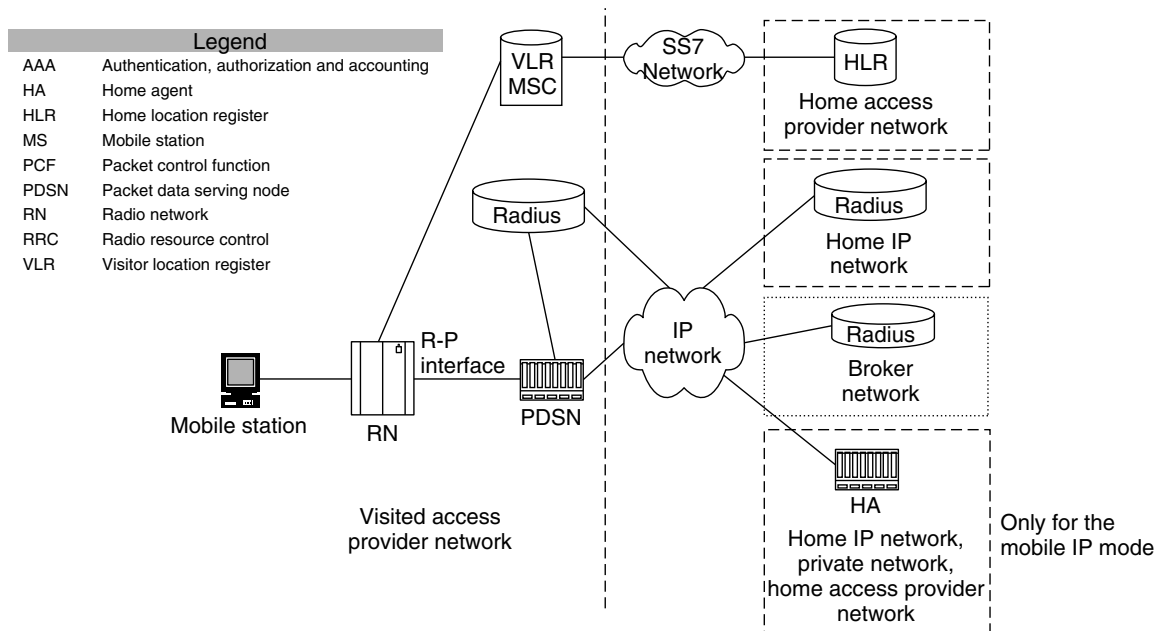 Legend
AAA Authentication, authorization and accounting
HA Home agent
HLR Home location register
MS Mobile station
PCF Packet control function
PDSN Packet data serving node
RN Radio network
RRC Radio resource control
VLR Visitor location register
VLR
MSC
SS7
Network
HLR
Home access
provider network
Radius
Radius
Home IP
network
IP
network
Radius
Broker
network
R-P
interface
Mobile station
RN
PDSN
HA
Visited access
provider network
Home IP network,
private network,
home access provider
network
Only for the
mobile IP mode